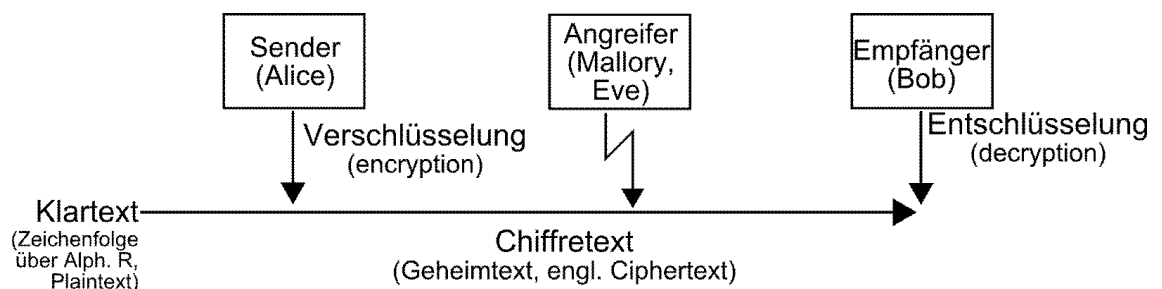 Sender
(Alice)
Angreifer
(Mallory,
Eve)
Empfänger
(Bob)
Verschlüsselung
(encryption)
Entschlüsselung
(decryption)
Klartext
(Zeichenfolge
über Alph. R,
Plaintext)
Chiffretext
(Geheimtext, engl. Ciphertext)